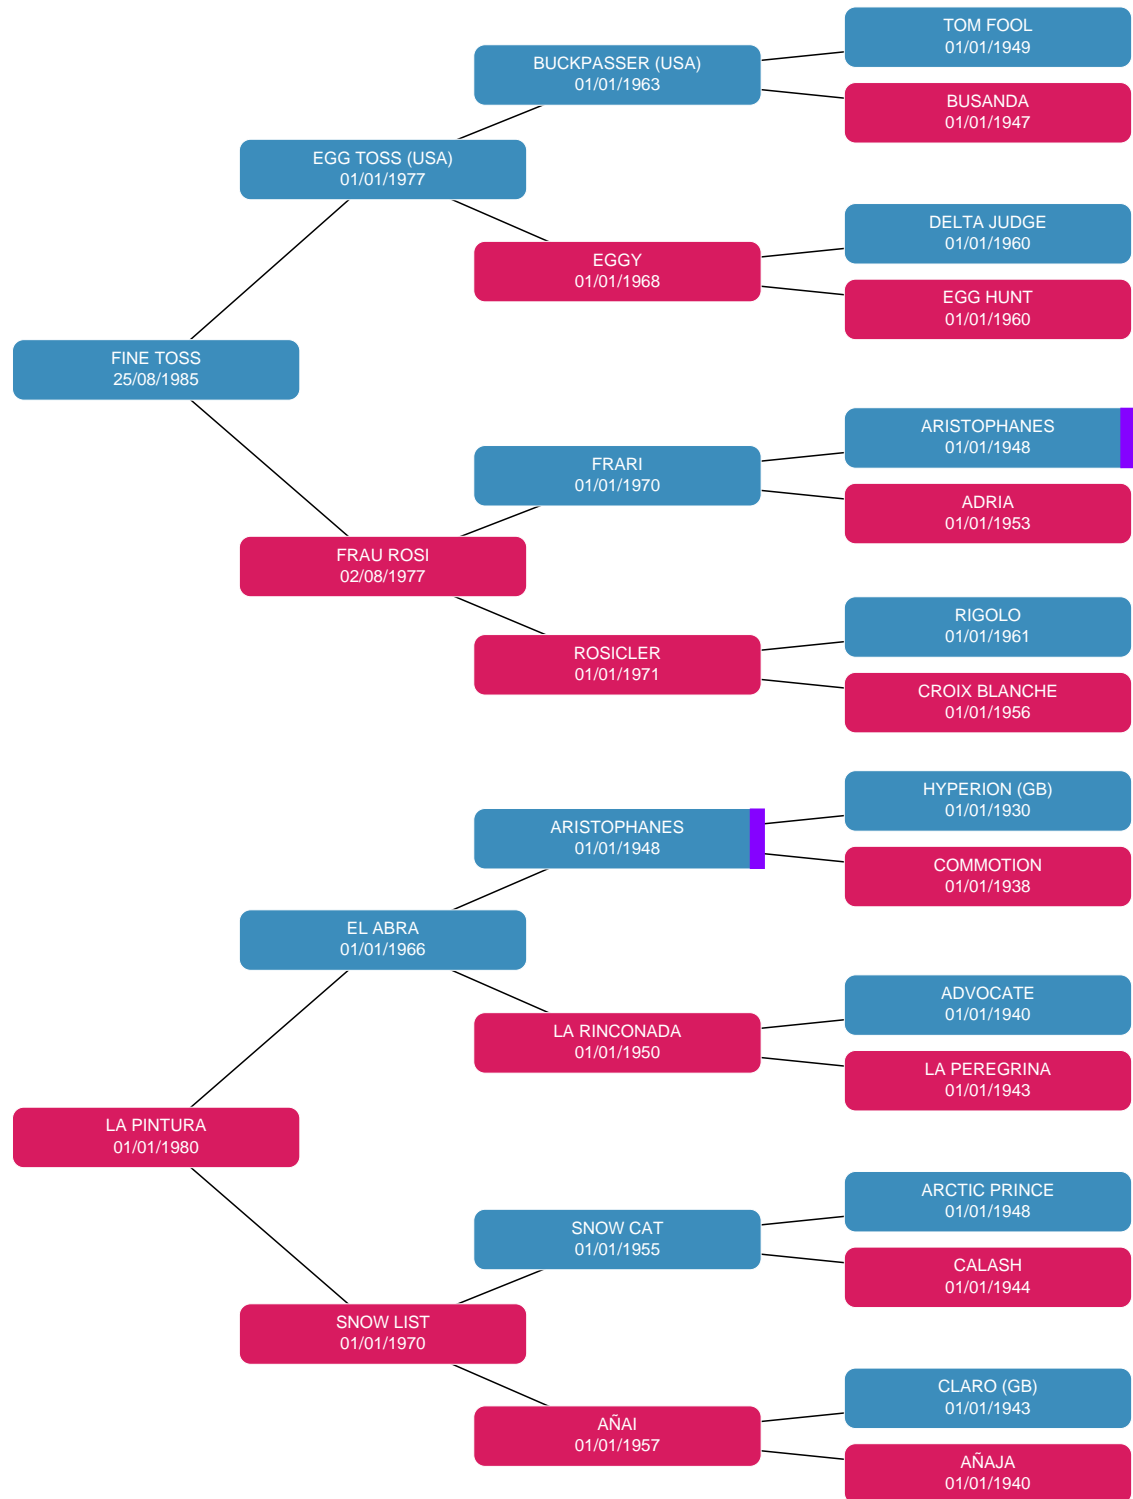 TOM FOOL
01/01/1949
BUCKPASSER (USA)
01/01/1963
BUSANDA
01/01/1947
EGG TOSS (USA)
01/01/1977
DELTA JUDGE
01/01/1960
EGGY
01/01/1968
EGG HUNT
01/01/1960
FINE TOSS
25/08/1985
ARISTOPHANES
01/01/1948
FRARI
01/01/1970
ADRIA
01/01/1953
FRAU ROSI
02/08/1977
RIGOLO
01/01/1961
ROSICLER
01/01/1971
CROIX BLANCHE
01/01/1956
HYPERION (GB)
01/01/1930
ARISTOPHANES
01/01/1948
COMMOTION
01/01/1938
EL ABRA
01/01/1966
ADVOCATE
01/01/1940
LA RINCONADA
01/01/1950
LA PEREGRINA
01/01/1943
LA PINTURA
01/01/1980
ARCTIC PRINCE
01/01/1948
SNOW CAT
01/01/1955
CALASH
01/01/1944
SNOW LIST
01/01/1970
CLARO (GB)
01/01/1943
AÑAI
01/01/1957
AÑAJA
01/01/1940